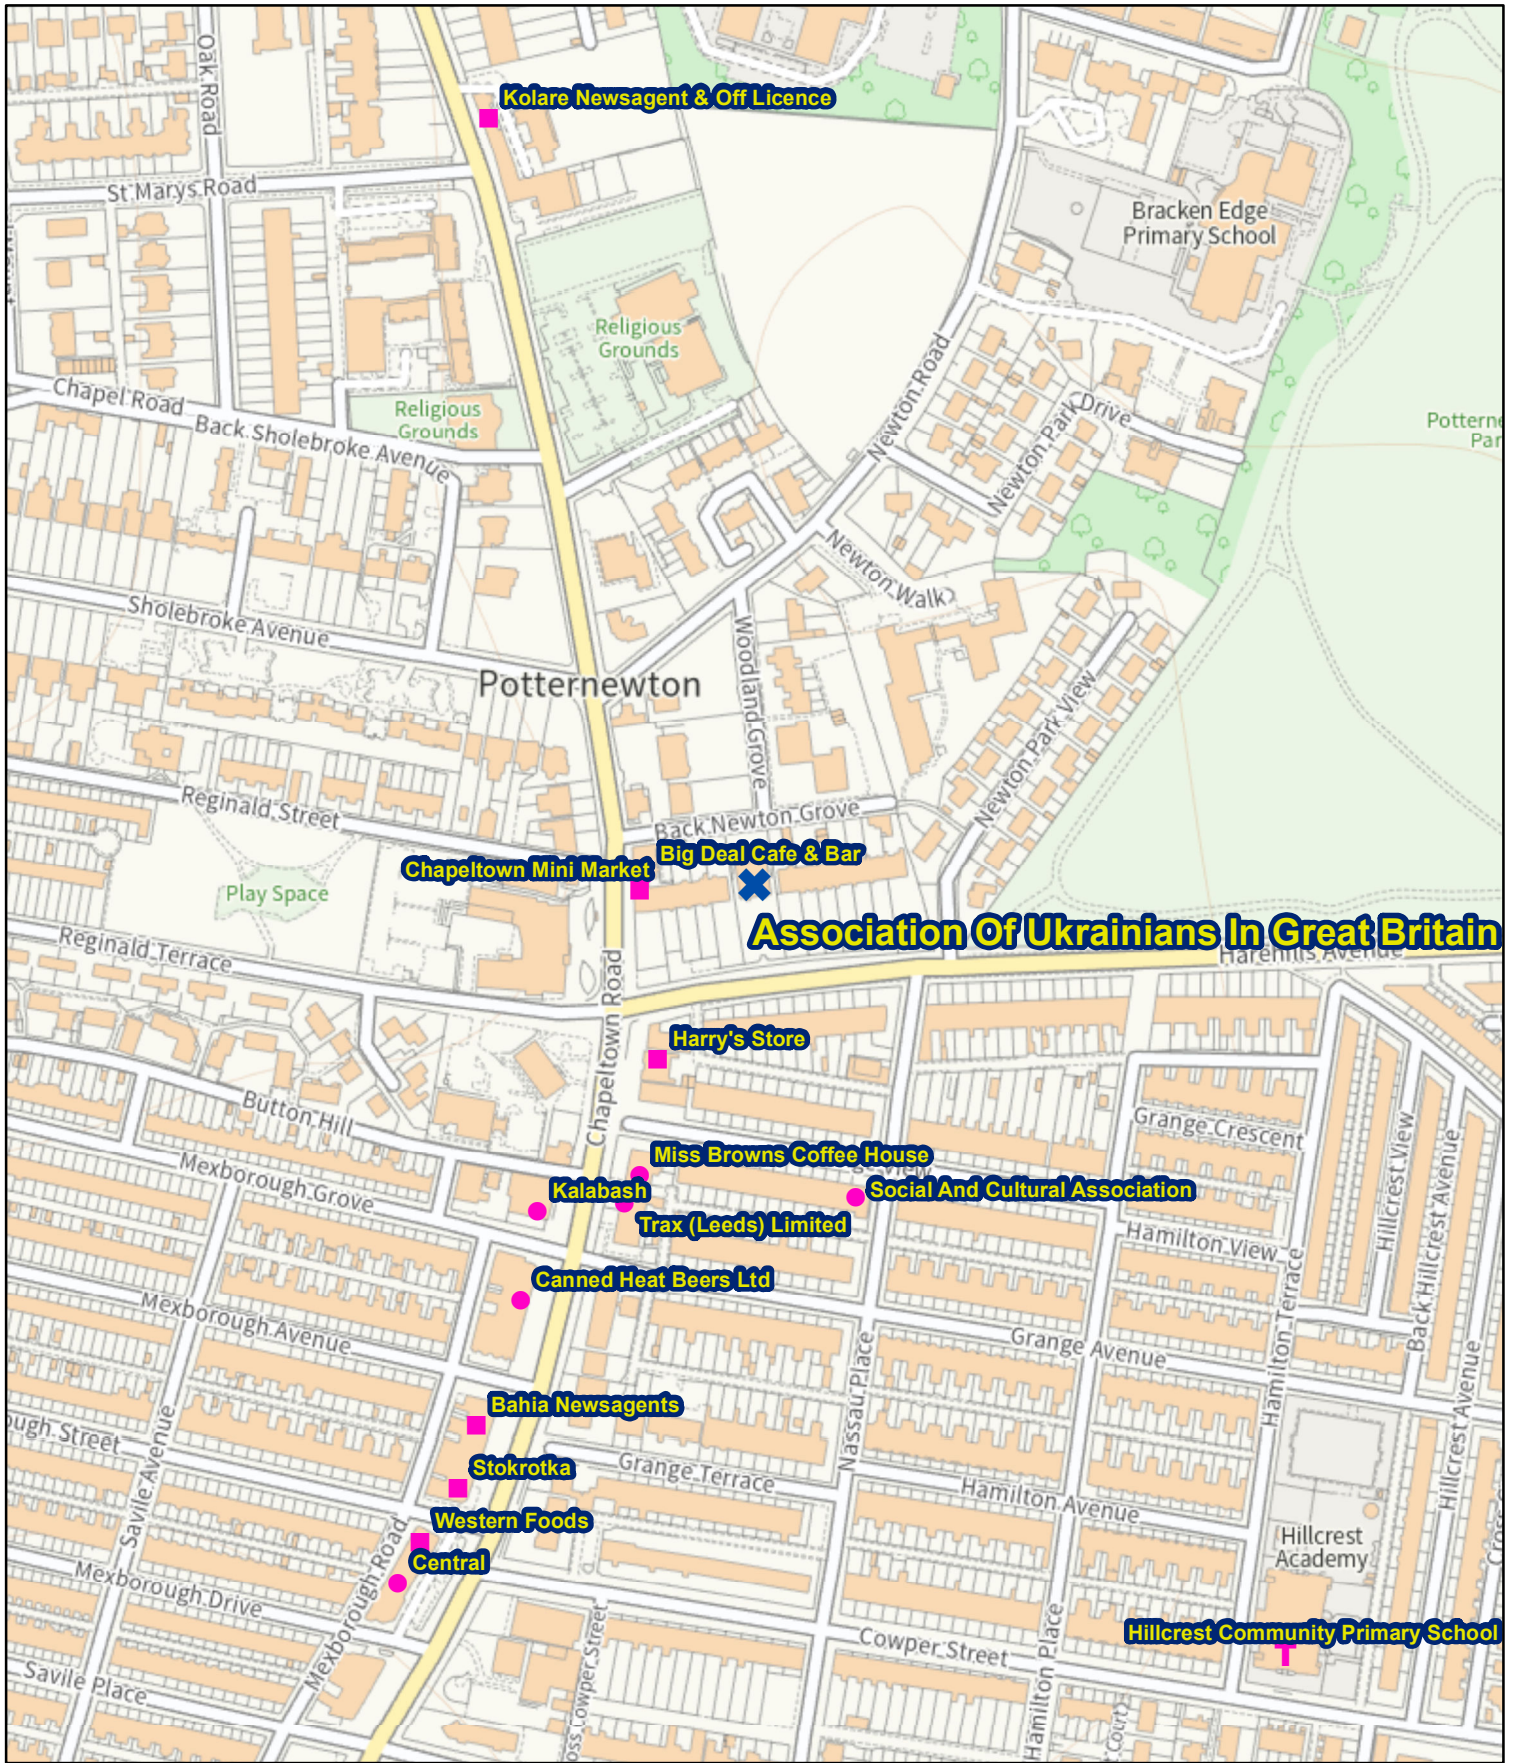 Oak Road
Kolare Newsagent & Off Licence
St Marys Road
Bracken Edge
Primary School
Religious
Grounds
Newton Road
Chapel Road
Religious
Grounds
Back Sholebroke Avenue
Newton Park Drive
Potterne
Par
Newton Walk
Sholebroke Avenue
Woodland Grove
Potternewton
Newton Park View
Reginald Street
Back Newton Grove
Big Deal Cafe & Bar
Chapeltown Mini Market
Play Space
Association Of Ukrainians In Great Britain
Harehills Avenue
Reginald Terrace
Chapeltown Road
Harry's Store
Button Hill
Grange Crescent
Hillcrest View
Back Hillcrest Avenue
Miss Browns Coffee House
Mexborough Grove
Kalabash
Social And Cultural Association
Trax (Leeds) Limited
Hamilton View
Canned Heat Beers Ltd
Mexborough Avenue
Grange Avenue
Hamilton Terrace
Nassau Place
Bahia Newsagents
Savile Avenue
ough Street
Stokrotka
Grange Terrace
Hamilton Avenue
Hillcrest Avenue
Western Foods
Central
Hillcrest
Academy
Mexborough Drive
Mexborough Road
Hillcrest Community Primary School
Cowper Street
Hamilton Place
Savile Place
oss Cowper Street
t Court